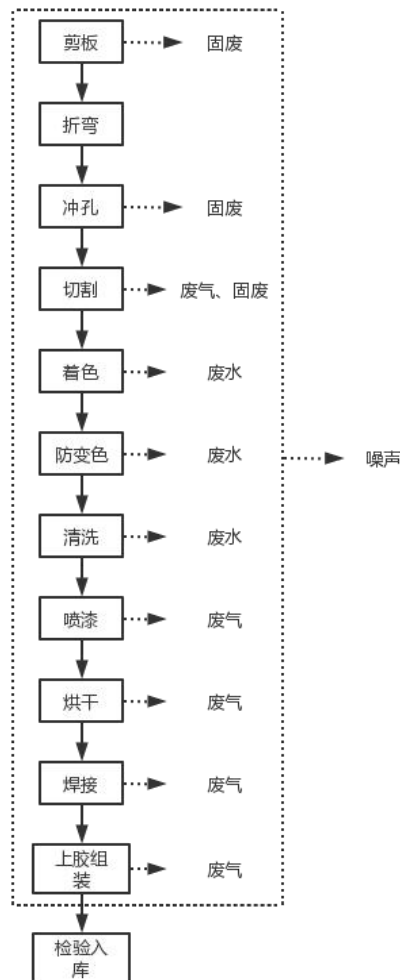 剪板
固废
折弯
冲孔
固废
切割
废气、固废
着色
废水
防变色
废水
噪声
清洗
废水
喷漆
废气
烘干
废气
焊接
废气
上胶组
装
废气
检验入
库